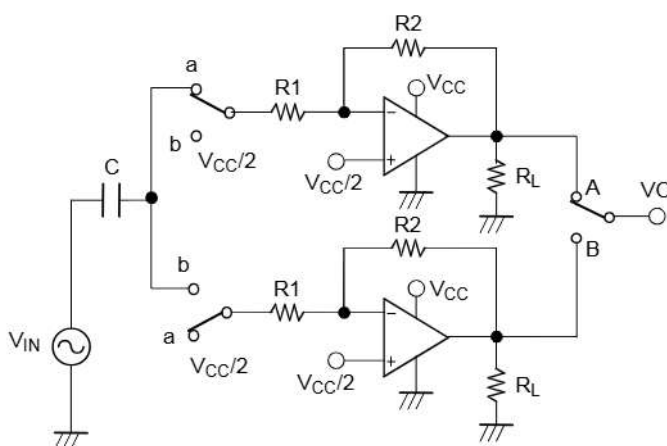 R2
a
R1
VCC
−
+
b
VCC/2
VCC/2
C
RL
A
VO
B
R2
b
R1
VCC
−
+
a
VCC/2
VCC/2
VIN
RL